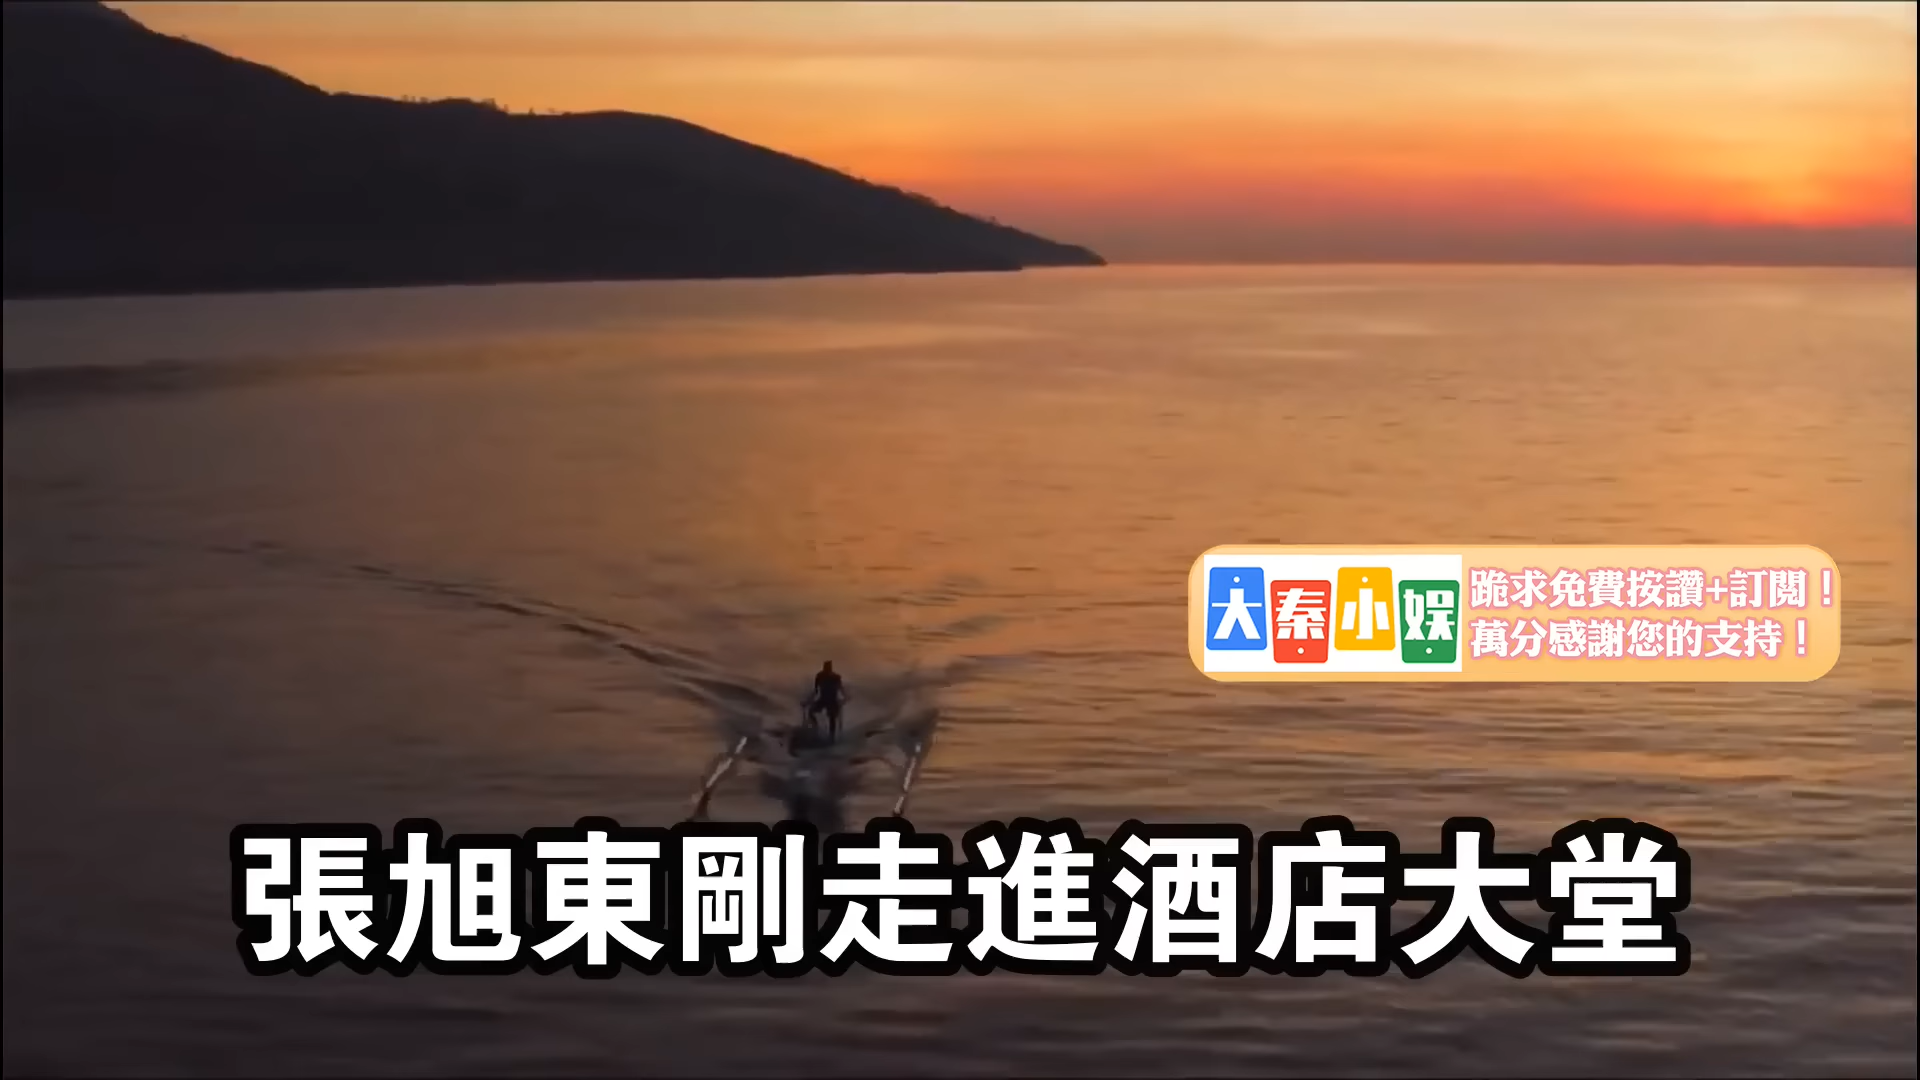 大秦小娱
跪求免費按讚+訂閱！
萬分感謝您的支持！
張旭東剛走進酒店大堂